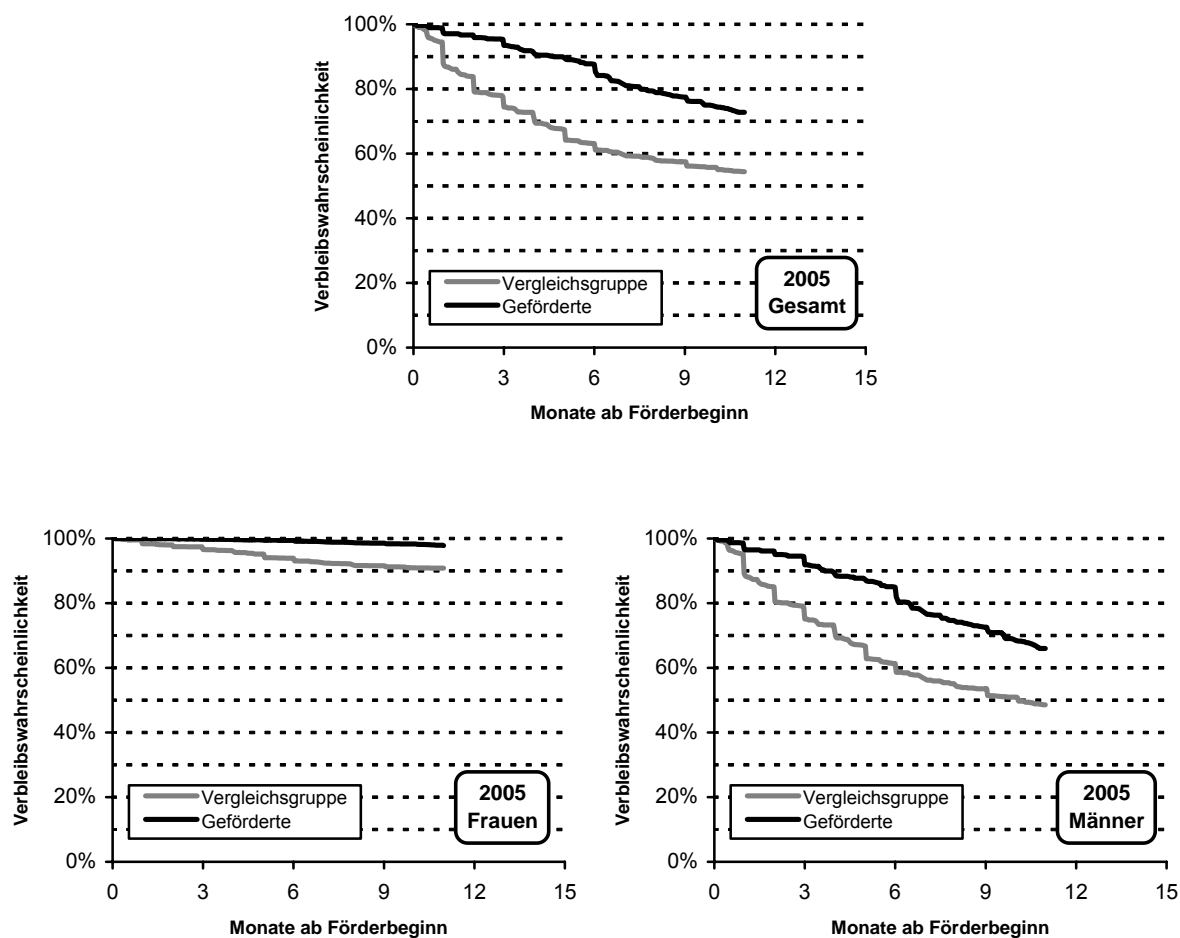 Verbleibswahrscheinlichkeit
100%
80%
60%
40%
20%
0%
Vergleichsgruppe
Geförderte
2005
Gesamt
0 3 6 9 12 15
Monate ab Förderbeginn
Verbleibswahrscheinlichkeit
100%
80%
60%
40%
20%
0%
Vergleichsgruppe
Geförderte
2005
Frauen
0 3 6 9 12 15
Monate ab Förderbeginn
Verbleibswahrscheinlichkeit
100%
80%
60%
40%
20%
0%
Vergleichsgruppe
Geförderte
2005
Männer
0 3 6 9 12 15
Monate ab Förderbeginn